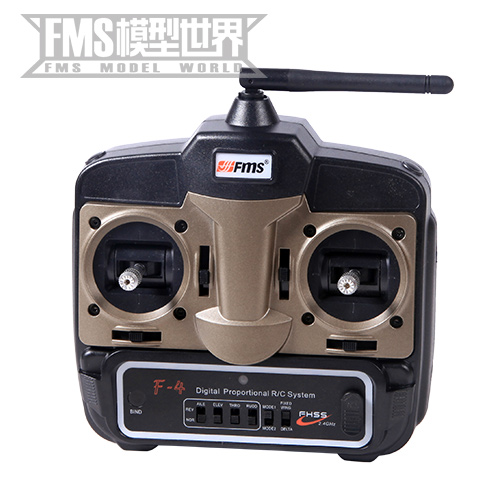 FMS模型世界
FMS MODEL WORLD
FMS®
F-4
Digital Proportional R/C System
BIND
AILE ELEV THRO RUDD MODE1 FIXED WING
REV
NOR
MODE2 DELTA
FHSS
2.4GHz